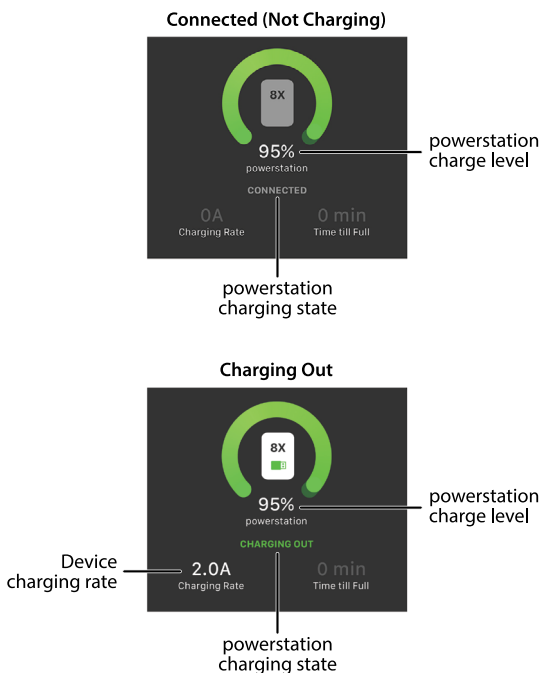 Connected (Not Charging)
8X
95%
powerstation
powerstation
charge level
CONNECTED
0A
0 min
Charging Rate
Time till Full
powerstation
charging state
Charging Out
8X
95%
powerstation
powerstation
charge level
CHARGING OUT
Device
charging rate
2.0A
0 min
Charging Rate
Time till Full
powerstation
charging state